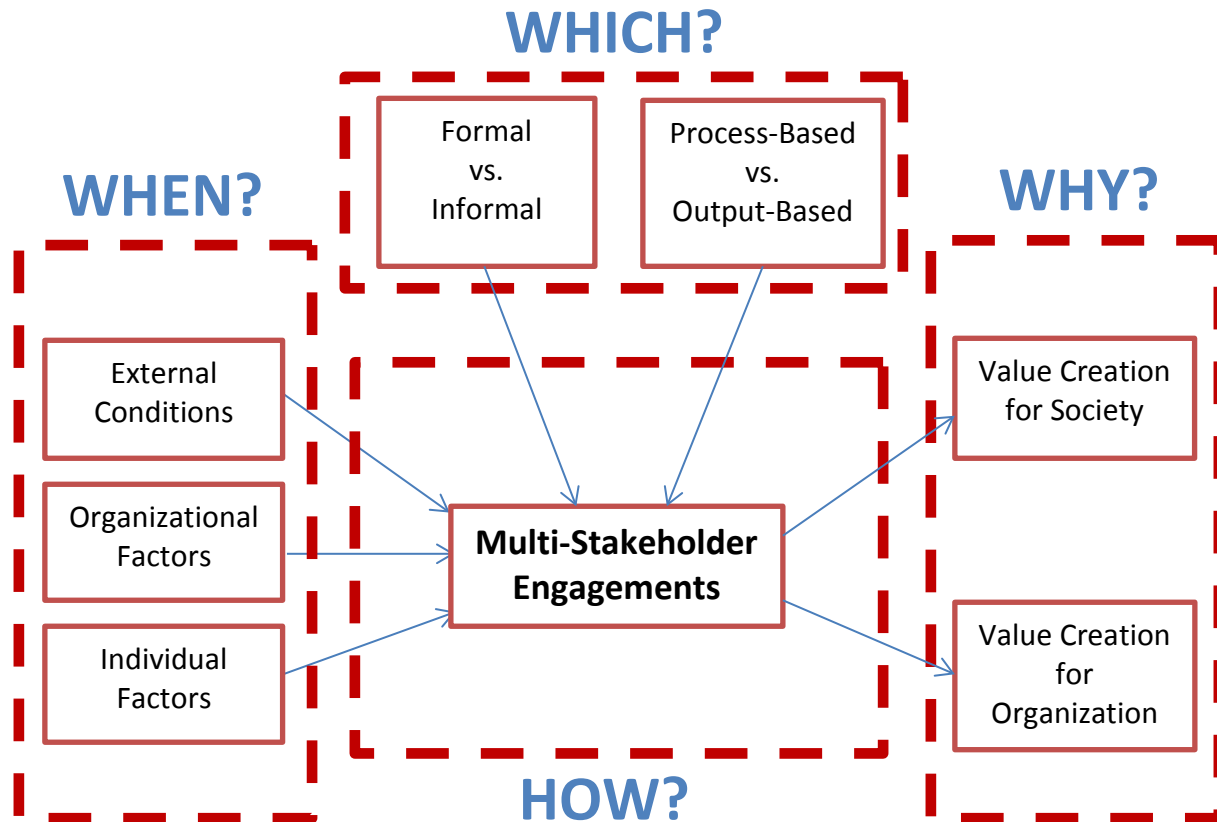 WHICH?
Formal
vs.
Informal
Process-Based
vs.
Output-Based
WHEN?
External
Conditions
Organizational
Factors
Individual
Factors
Multi-Stakeholder
Engagements
HOW?
WHY?
Value Creation
for Society
Value Creation
for
Organization